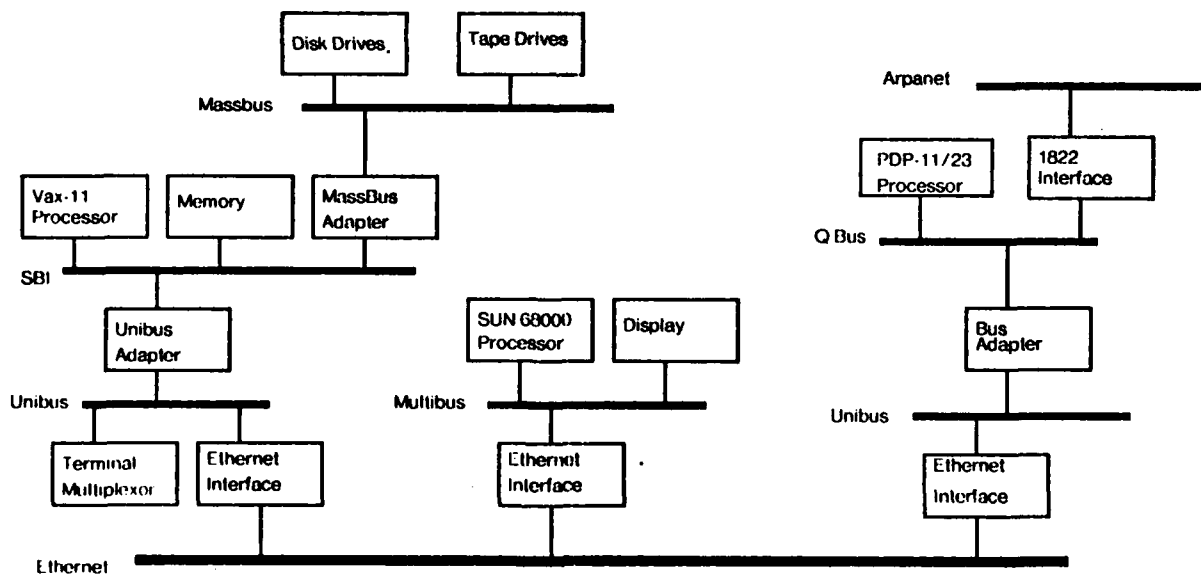 Disk Drives.
Tape Drives
Massbus
Arpanet
Vax-11
Processor
Memory
MassBus
Adapter
PDP-11/23
Processor
1822
Interface
Q Bus
SBI
Unibus
Adapter
SUN 68000
Processor
Display
Bus
Adapter
Unibus
Multibus
Unibus
Terminal
Multiplexor
Ethernet
Interface
Ethernet
Interface
Ethernet
Interface
Ethernet